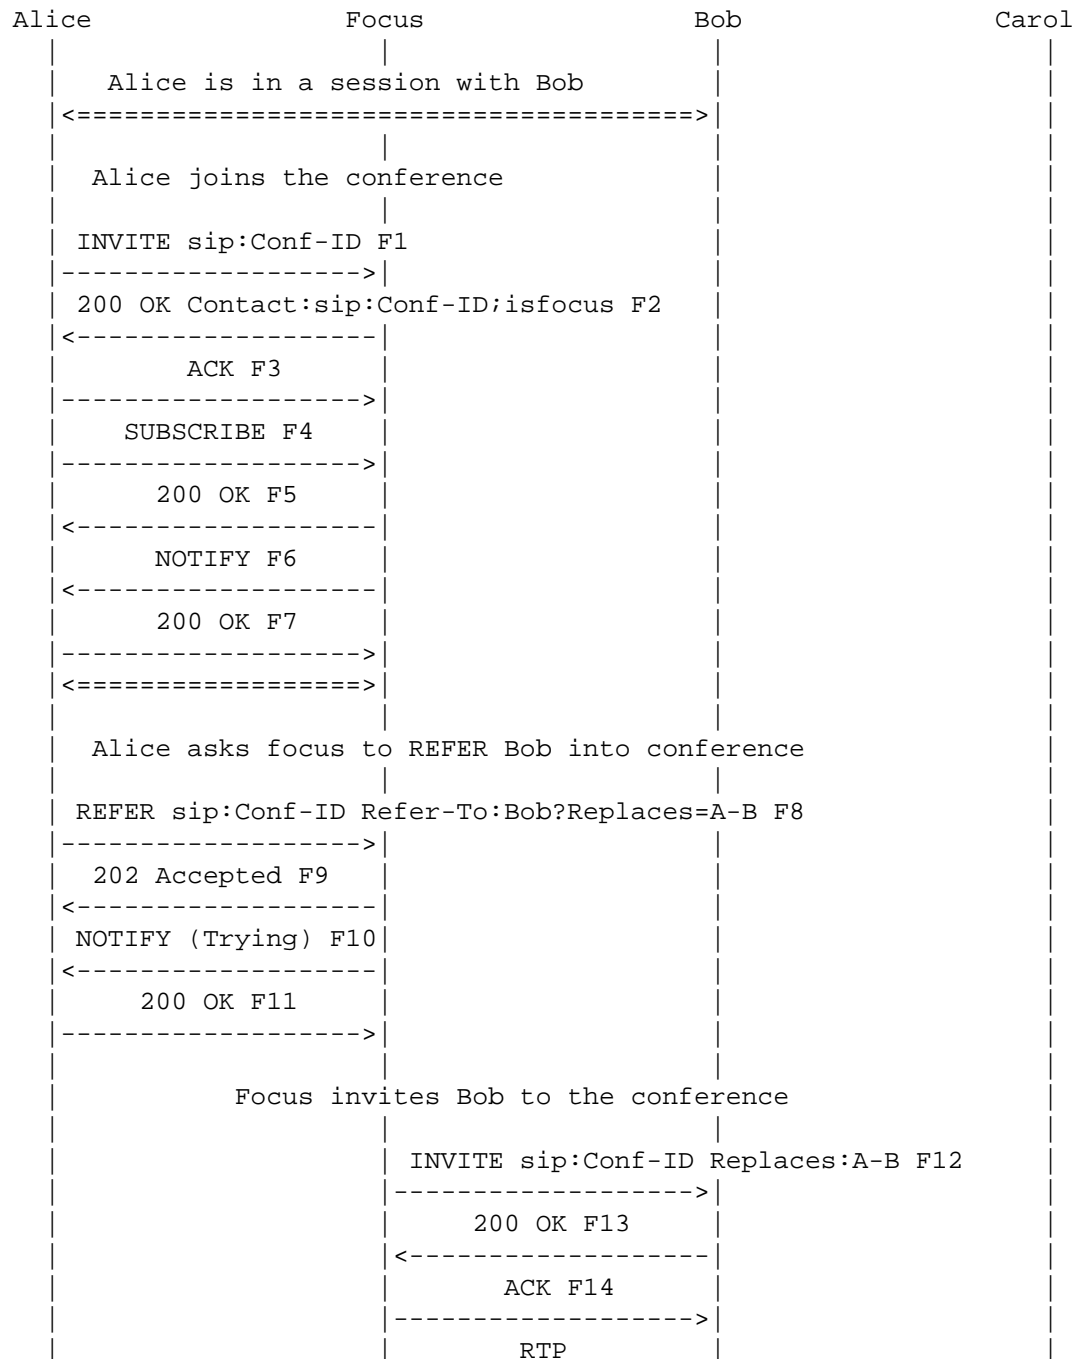 Alice Focus Bob Carol
Alice is in a session with Bob
Alice joins the conference
INVITE sip:Conf-ID F1
200 OK Contact:sip:Conf-ID;isfocus F2
ACK F3
SUBSCRIBE F4
200 OK F5
NOTIFY F6
200 OK F7
Alice asks focus to REFER Bob into conference
REFER sip:Conf-ID Refer-To:Bob?Replaces=A-B F8
202 Accepted F9
NOTIFY (Trying) F10
200 OK F11
Focus invites Bob to the conference
INVITE sip:Conf-ID Replaces:A-B F12
200 OK F13
ACK F14
RTP